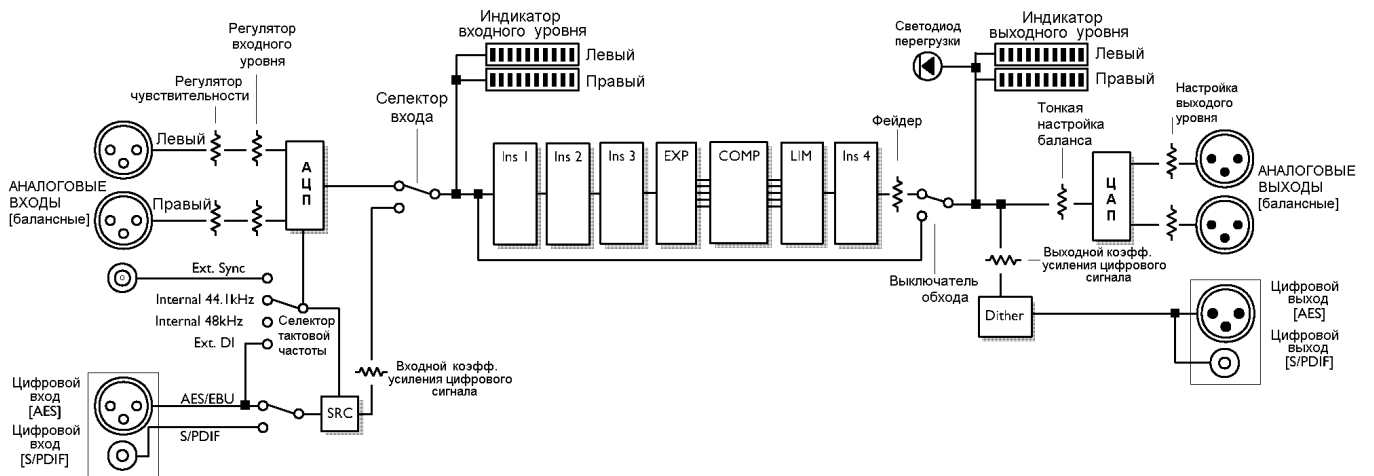 Индикатор
входного уровня
Левый
Правый
Регулятор
входного
уровня
Регулятор
чувствительности
Селектор
входа
Левый
АНАЛОГОВЫЕ
ВХОДЫ
[балансные]
Правый
АЦП
Ins 1
Ins 2
Ins 3
EXP
COMP
LIM
Ins 4
Фейдер
Выключатель
обхода
Светодиод
перегрузки
Индикатор
выходного уровня
Левый
Правый
Тонкая
настройка
баланса
Настройка
выходого
уровня
ЦАП
АНАЛОГОВЫЕ
ВЫХОДЫ
[балансные]
Выходной коэфф.
усиления цифрового
сигнала
Dither
Цифровой
выход
[AES]
Цифровой
выход
[S/PDIF]
Ext. Sync
Internal 44.1kHz
Internal 48kHz
Ext. DI
Селектор
тактовой
частоты
Входной коэфф.
усиления цифрового
сигнала
Цифровой
вход
[AES]
AES/EBU
SRC
Цифровой
вход
[S/PDIF]
S/PDIF